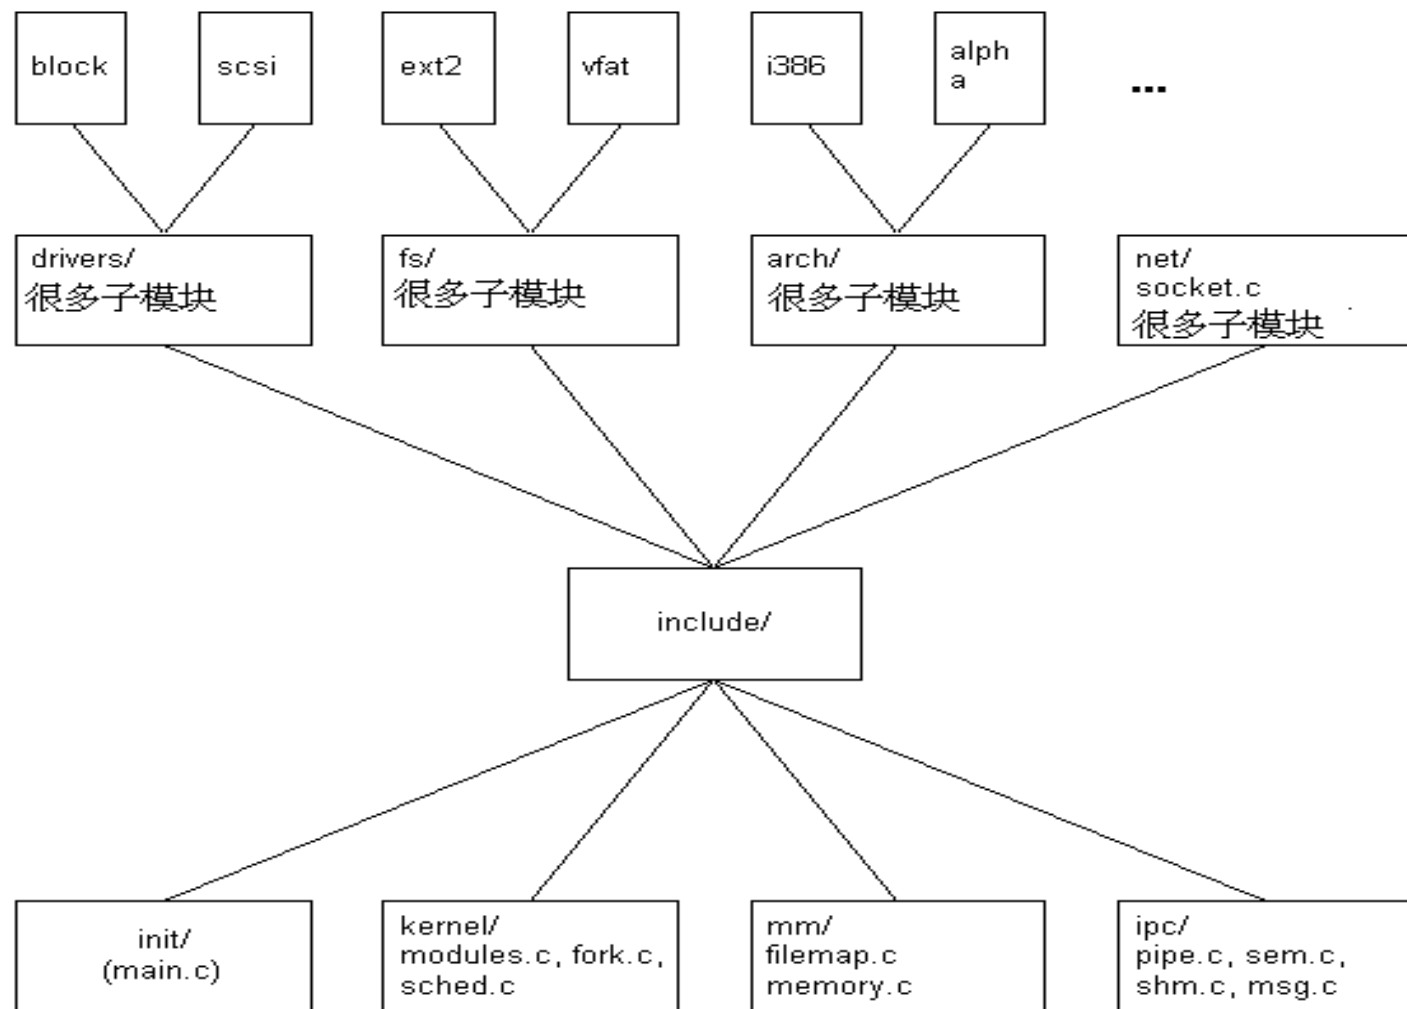 block
scsi
ext2
vfat
i386
alph
a
...
drivers/
很多子模块
fs/
很多子模块
arch/
很多子模块
net/
socket.c
很多子模块
include/
init/
(main.c)
kernel/
modules.c, fork.c,
sched.c
mm/
filemap.c
memory.c
ipc/
pipe.c, sem.c,
shm.c, msg.c